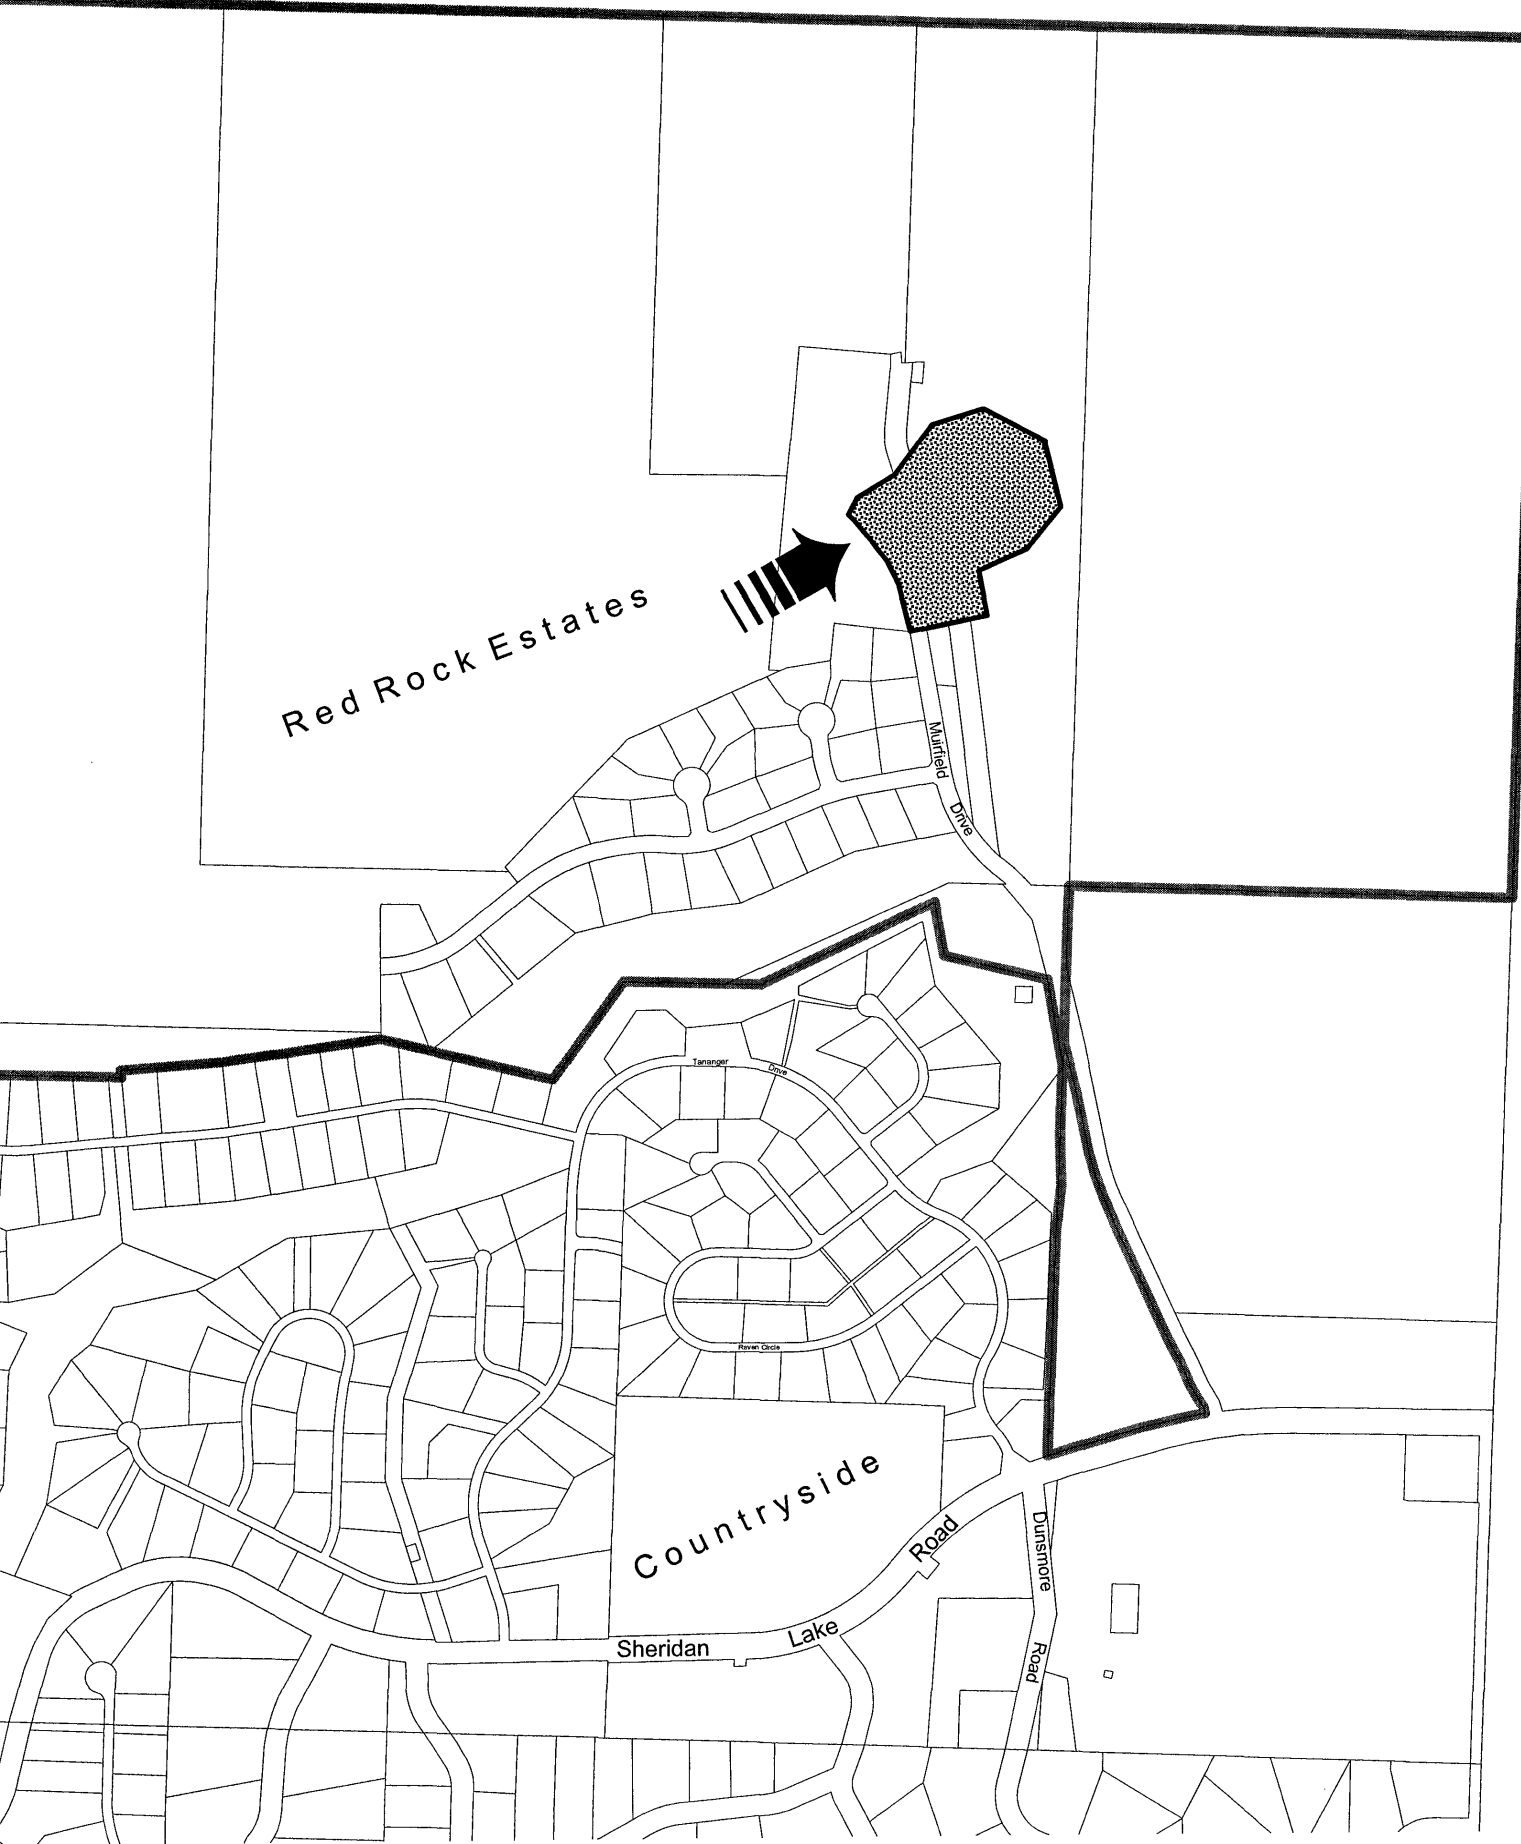 Red Rock Estates
Muirfield
Drive
Tananger
Drive
Raven Circle
Countryside
Sheridan Lake Road
Dunsmore
Road